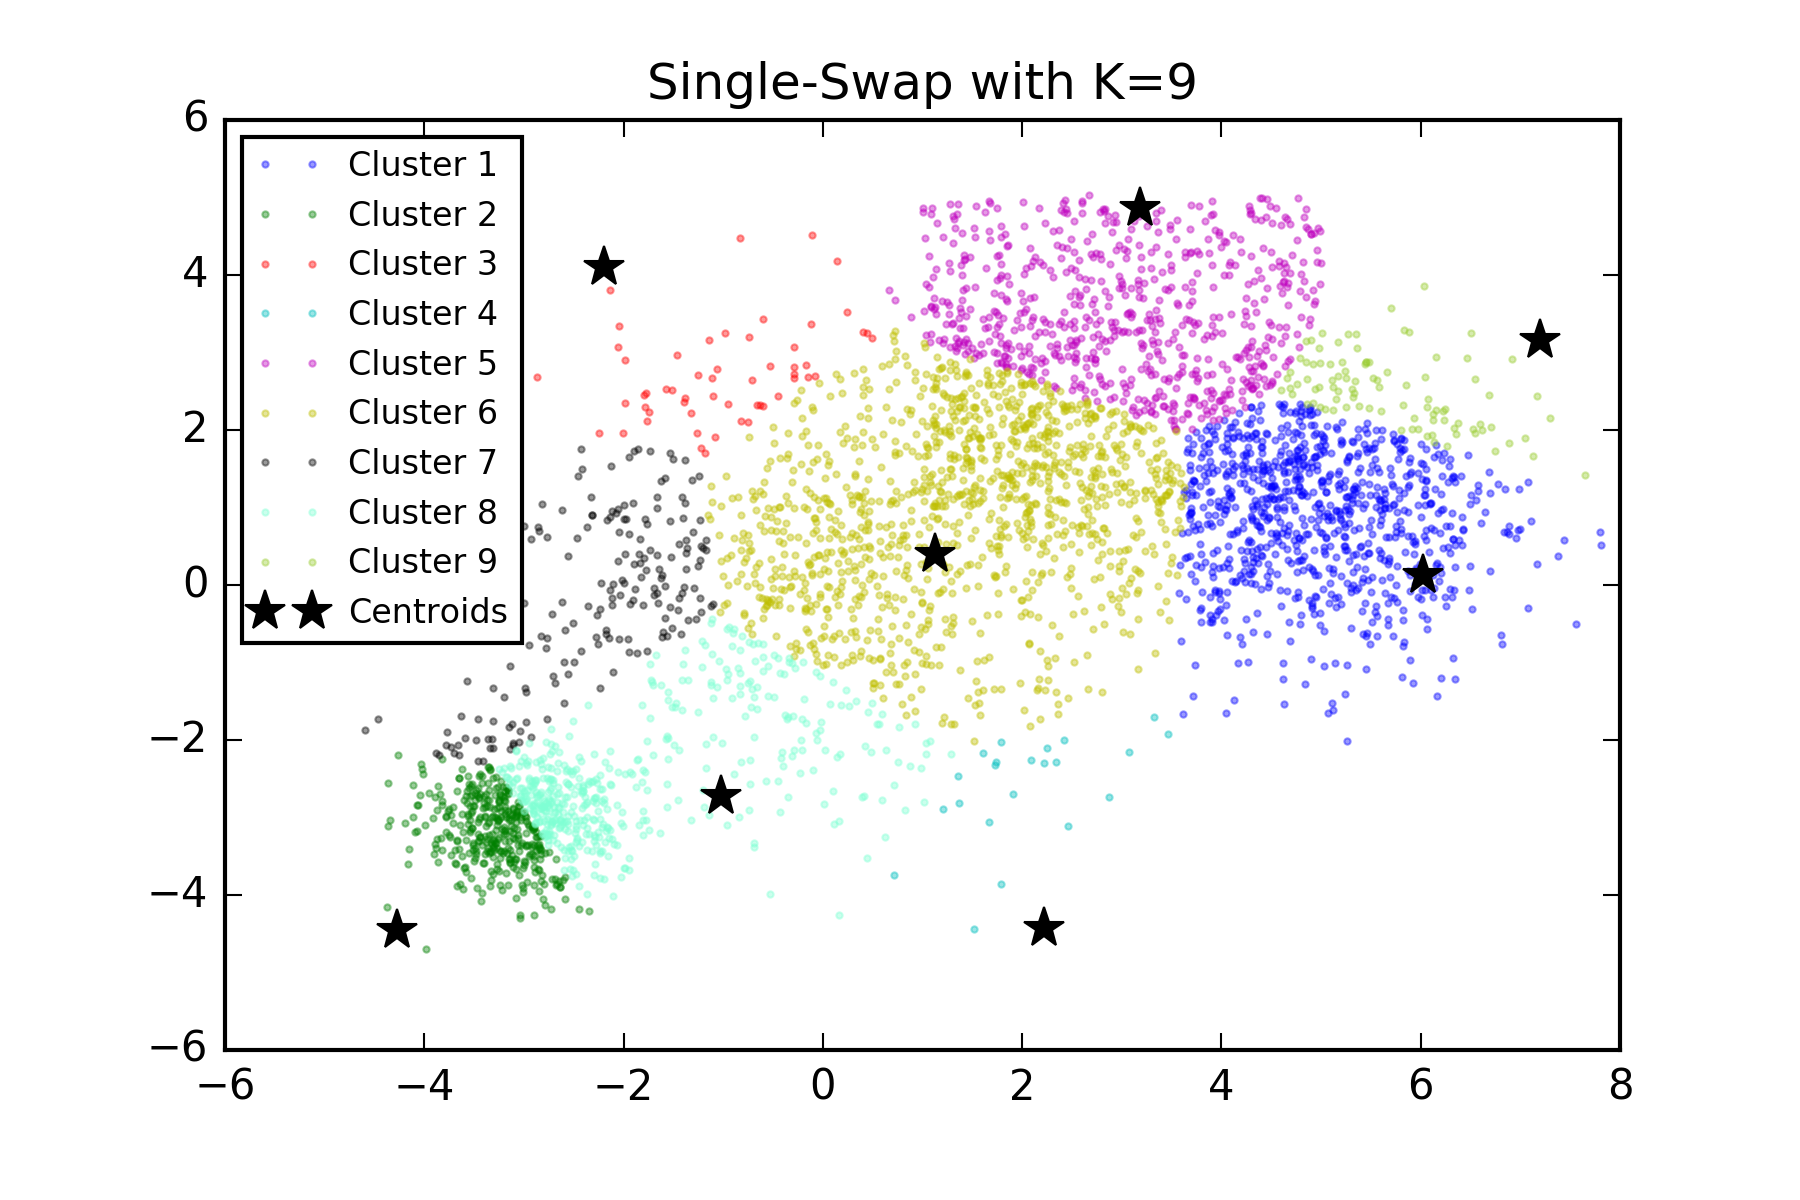 Single-Swap with K=9
6
4
2
0
−2
−4
−6
Cluster 1
Cluster 2
Cluster 3
Cluster 4
Cluster 5
Cluster 6
Cluster 7
Cluster 8
Cluster 9
Centroids
−6 −4 −2 0 2 4 6 8